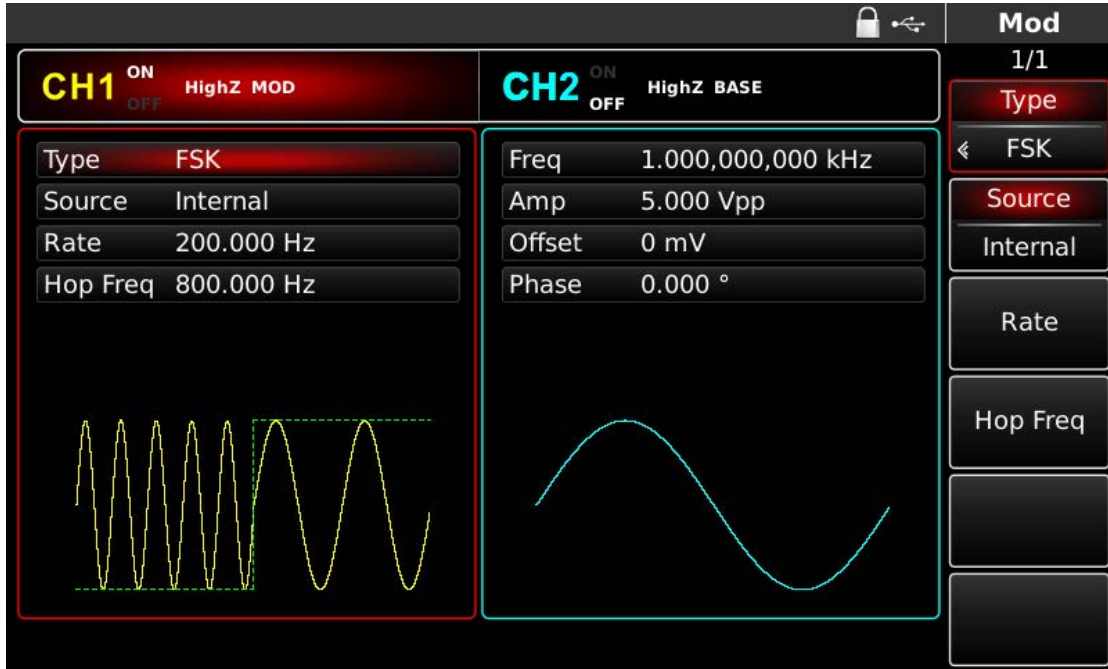 Mod
1/1
CH1 ON OFF HighZ MOD
CH2 ON OFF HighZ BASE
Type FSK
Source Internal
Rate 200.000 Hz
Hop Freq 800.000 Hz
Freq 1.000,000,000 kHz
Amp 5.000 Vpp
Offset 0 mV
Phase 0.000 °
Type
FSK
Source
Internal
Rate
Hop Freq